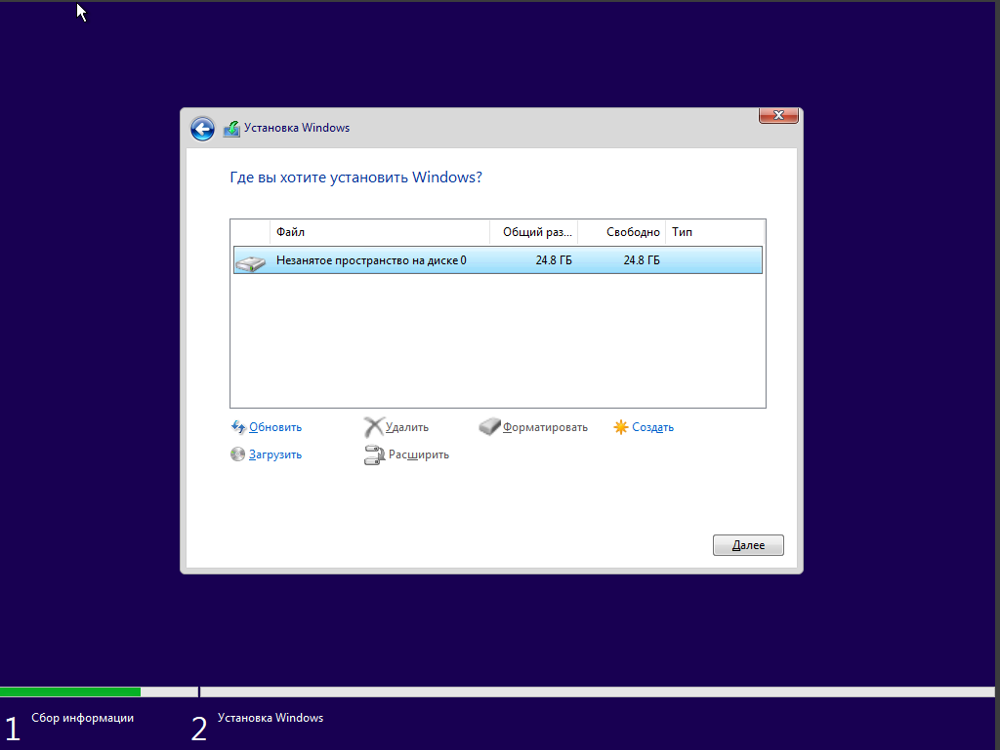 Установка Windows
Где вы хотите установить Windows?
Файл Общий раз... Свободно Тип
Незанятое пространство на диске 0 24.8 ГБ 24.8 ГБ
Обновить Удалить Форматировать Создать
Загрузить Расширить
Далее
1 Сбор информации 2 Установка Windows